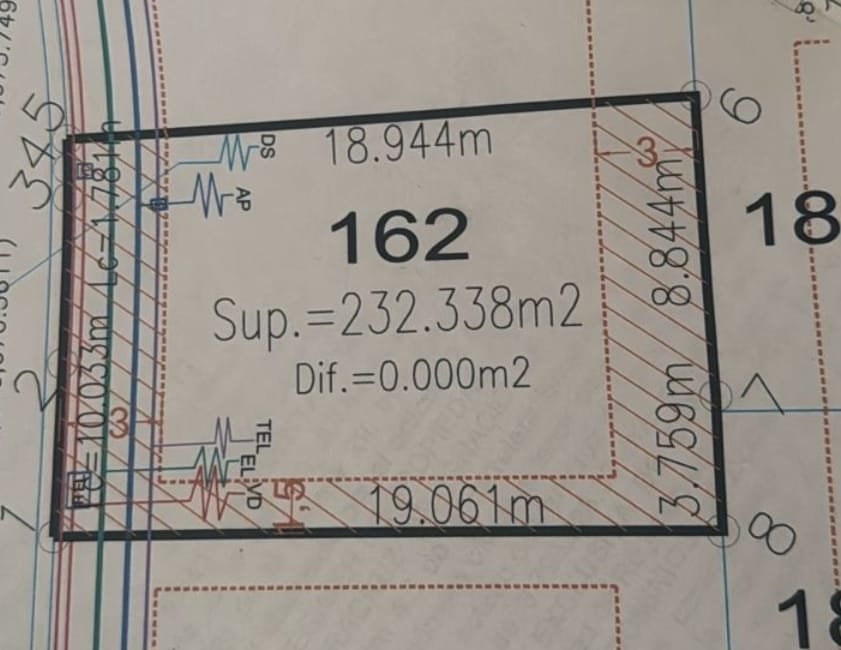 5
4
3
2
6
7
8
18.944m
DS
AP
3
162
18
Sup.=232.338m2
Dif.=0.000m2
8.844m
3.759m
Lc=1.781m
10.033m
3
TEL
EL
VD
1.5
19.061m